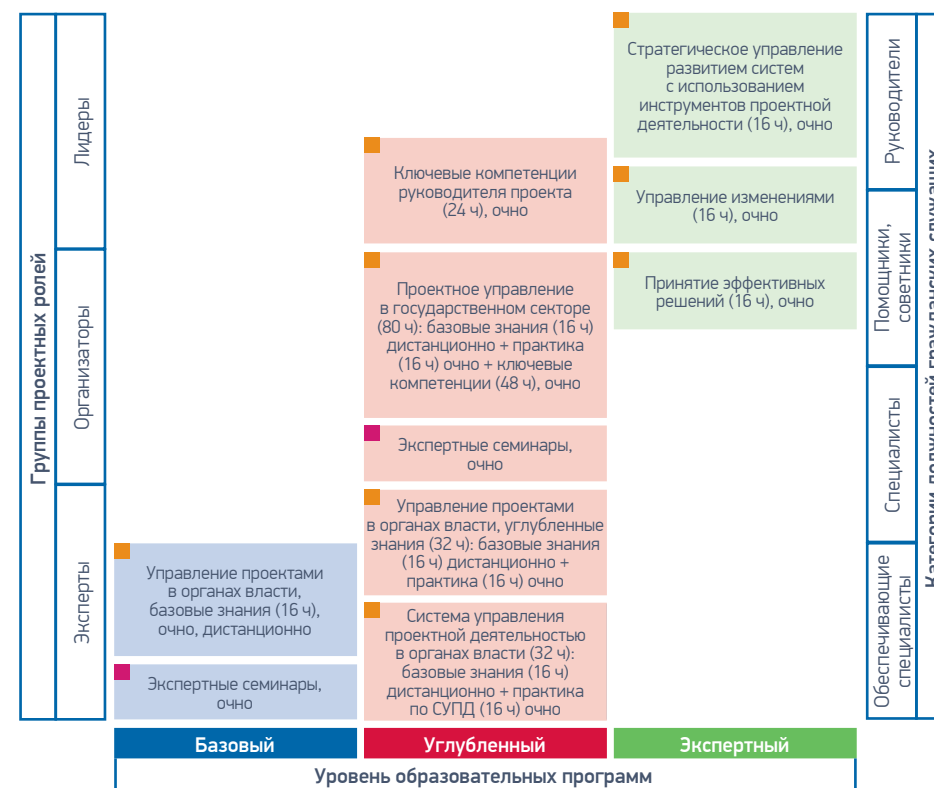 Группы проектных ролей
Лидеры
Организаторы
Эксперты
Стратегическое управление
развитием систем
с использованием
инструментов проектной
деятельности (16 ч), очно
Ключевые компетенции
руководителя проекта
(24 ч), очно
Управление изменениями
(16 ч), очно
Проектное управление
в государственном секторе
(80 ч): базовые знания (16 ч)
дистанционно + практика
(16 ч) очно + ключевые
компетенции (48 ч), очно
Принятие эффективных
решений (16 ч), очно
Экспертные семинары,
очно
Управление проектами
в органах власти, углубленные
знания (32 ч): базовые знания
(16 ч) дистанционно +
практика (16 ч) очно
Управление проектами
в органах власти,
базовые знания (16 ч),
очно, дистанционно
Система управления
проектной деятельностью
в органах власти (32 ч):
базовые знания (16 ч)
дистанционно + практика
по СУПД (16 ч) очно
Экспертные семинары,
очно
Руководители
Помощники,
советники
Специалисты
Обеспечивающие
специалисты
Категории должностей гражданских служащих
Базовый
Углубленный
Экспертный
Уровень образовательных программ